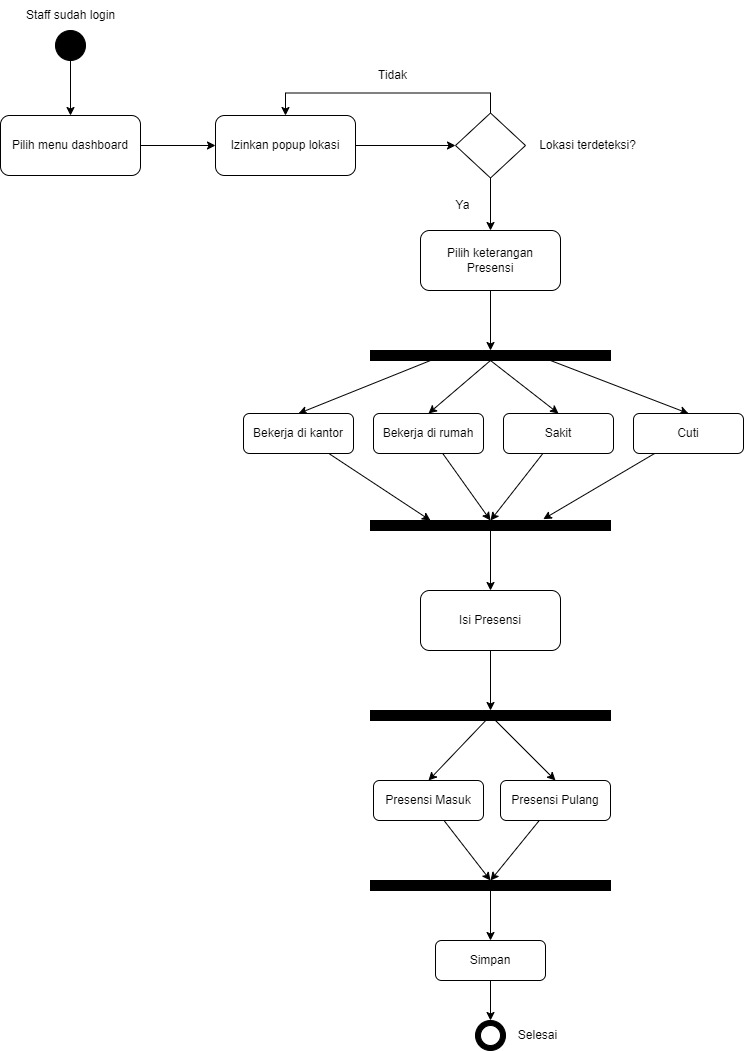 Staff sudah login
Tidak
Pilih menu dashboard
Izinkan popup lokasi
Lokasi terdeteksi?
Ya
Pilih keterangan
Presensi
Bekerja di kantor
Bekerja di rumah
Sakit
Cuti
Isi Presensi
Presensi Masuk
Presensi Pulang
Simpan
Selesai